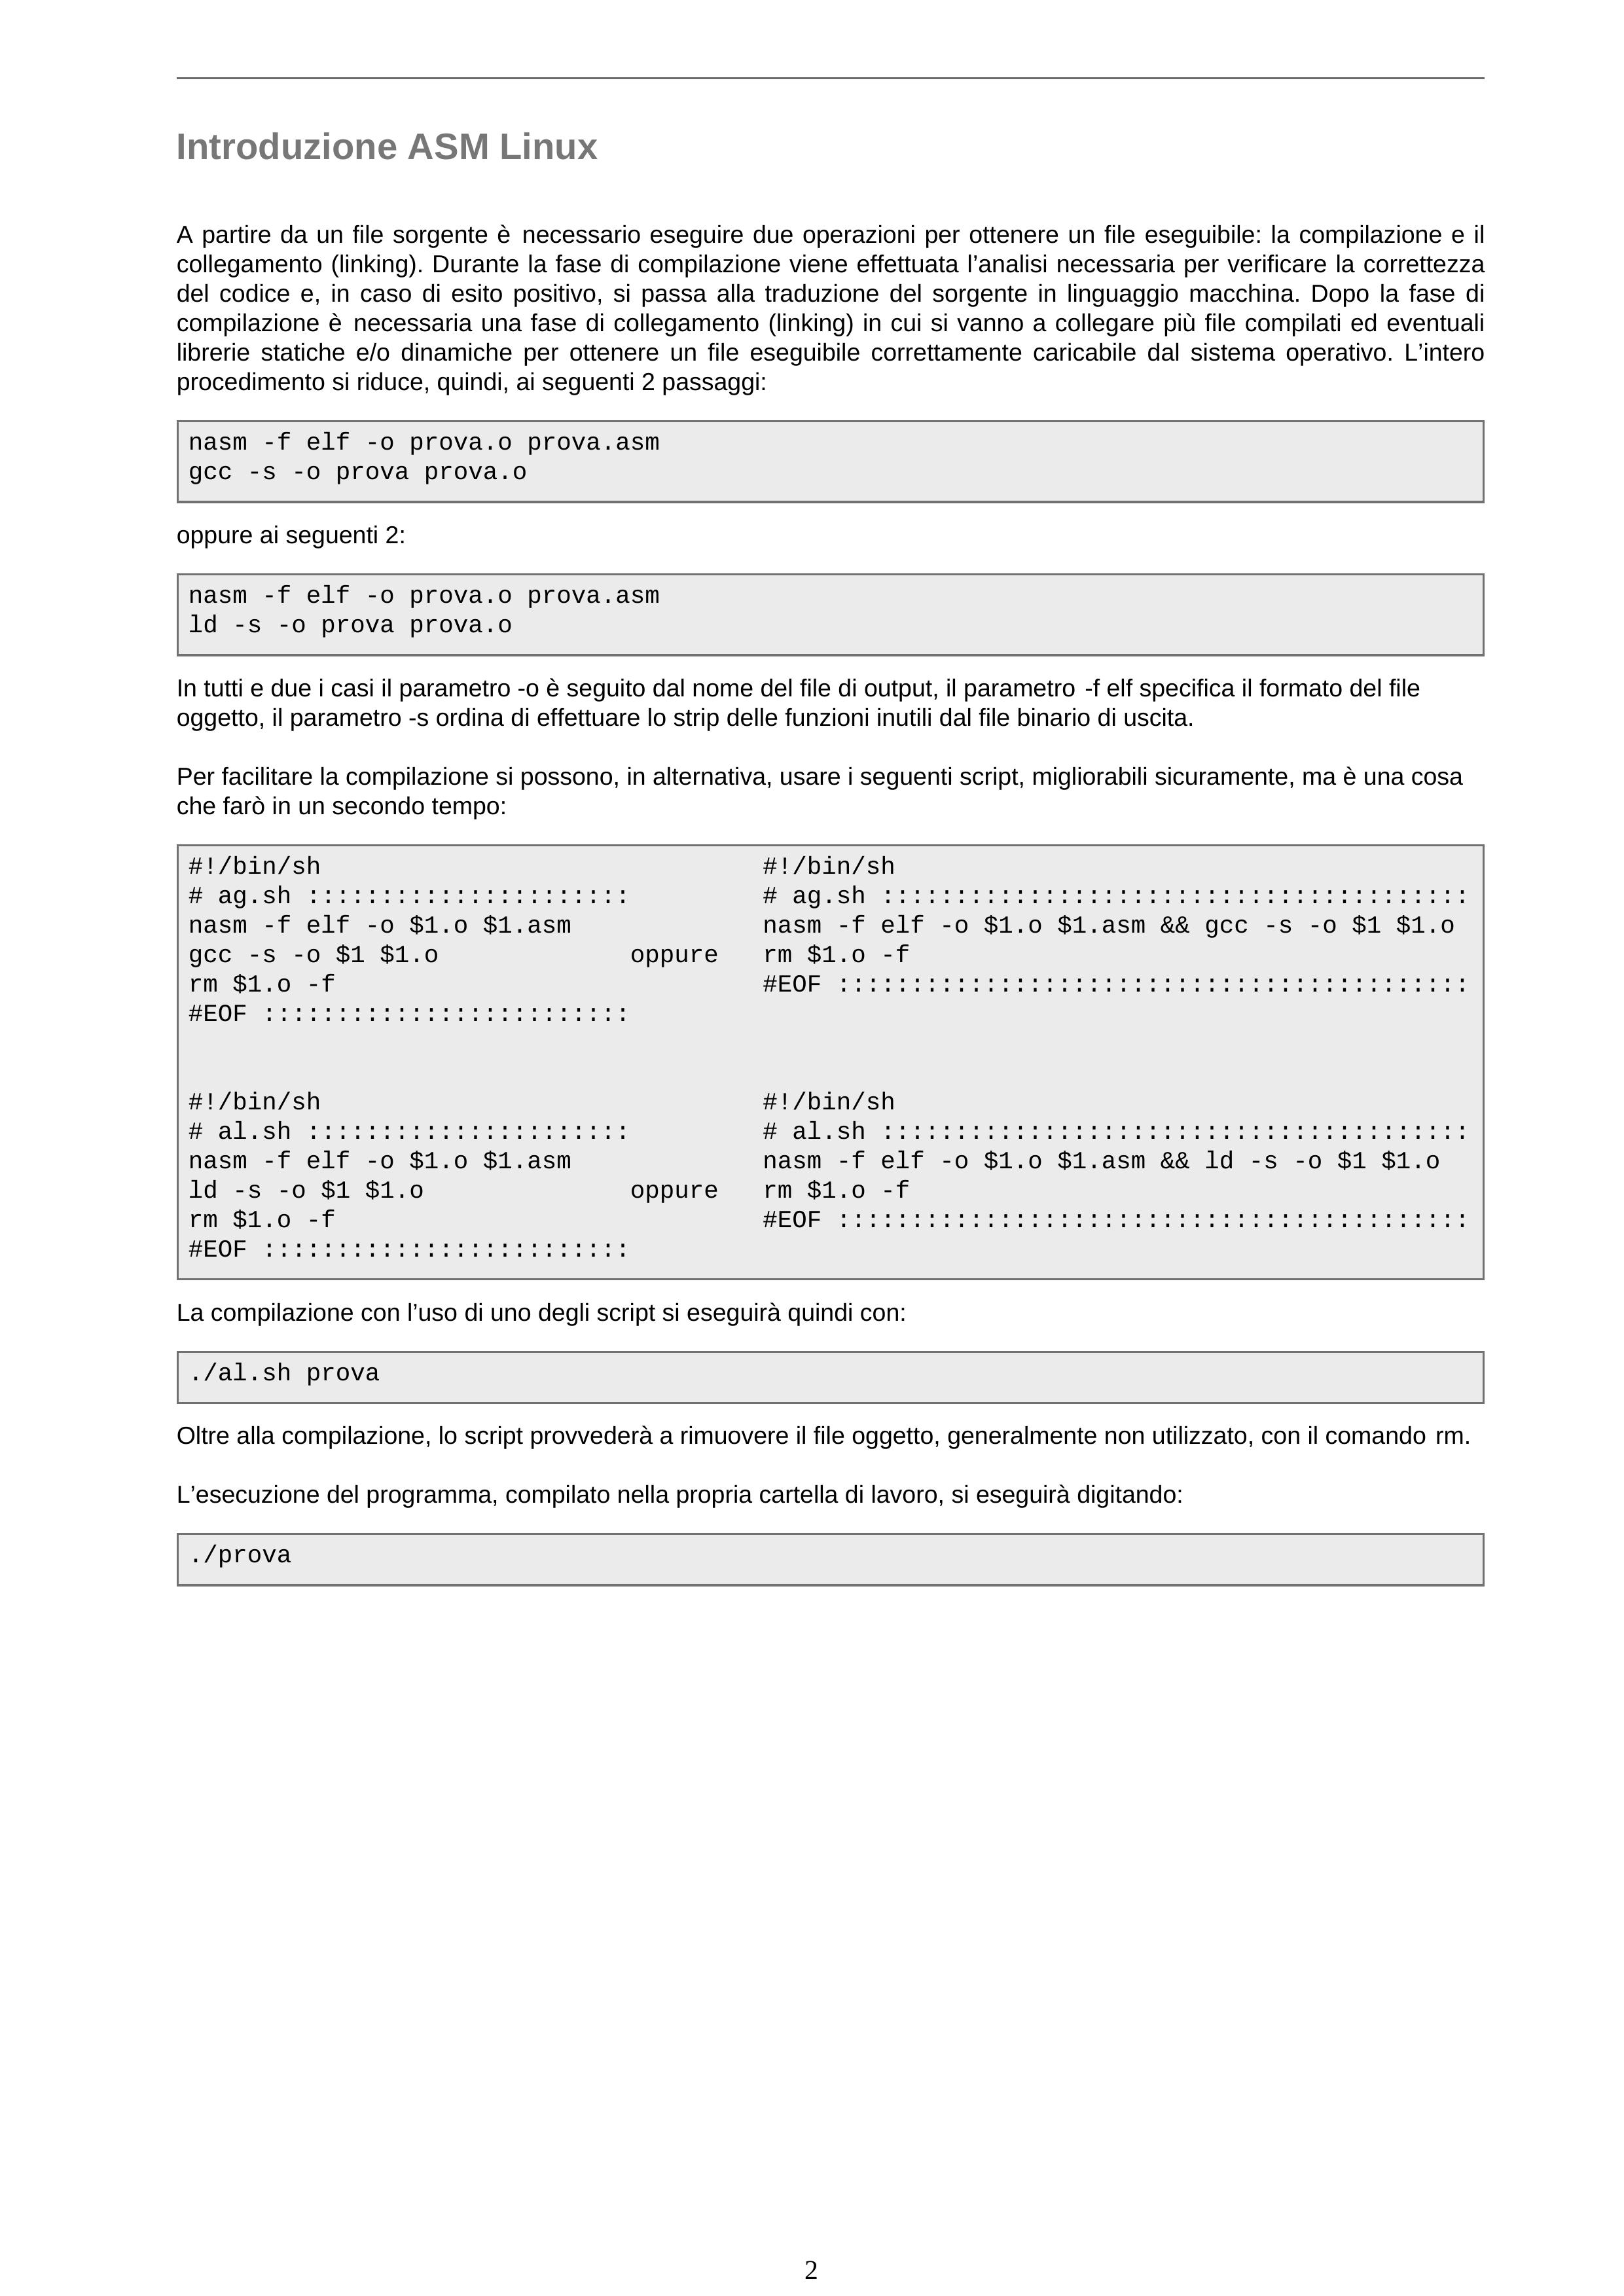 Introduzione ASM Linux
A partire da un file sorgente è necessario eseguire due operazioni per ottenere un file eseguibile: la compilazione e il
collegamento (linking). Durante la fase di compilazione viene effettuata l’analisi necessaria per verificare la correttezza
del codice e, in caso di esito positivo, si passa alla traduzione del sorgente in linguaggio macchina. Dopo la fase di
compilazione è necessaria una fase di collegamento (linking) in cui si vanno a collegare più file compilati ed eventuali
librerie statiche e/o dinamiche per ottenere un file eseguibile correttamente caricabile dal sistema operativo. L’intero
procedimento si riduce, quindi, ai seguenti 2 passaggi:
nasm -f elf -o prova.o prova.asm
gcc -s -o prova prova.o
oppure ai seguenti 2:
nasm -f elf -o prova.o prova.asm
ld -s -o prova prova.o
In tutti e due i casi il parametro -o è seguito dal nome del file di output, il parametro -f elf specifica il formato del file
oggetto, il parametro -s ordina di effettuare lo strip delle funzioni inutili dal file binario di uscita.
Per facilitare la compilazione si possono, in alternativa, usare i seguenti script, migliorabili sicuramente, ma è una cosa
che farò in un secondo tempo:
#!/bin/sh                              #!/bin/sh
# ag.sh ::::::::::::::::::::::         # ag.sh ::::::::::::::::::::::::::::::::::::::::
nasm -f elf -o $1.o $1.asm             nasm -f elf -o $1.o $1.asm && gcc -s -o $1 $1.o
gcc -s -o $1 $1.o             oppure   rm $1.o -f
rm $1.o -f                             #EOF :::::::::::::::::::::::::::::::::::::::::::
#EOF :::::::::::::::::::::::::
#!/bin/sh                              #!/bin/sh
# al.sh ::::::::::::::::::::::         # al.sh ::::::::::::::::::::::::::::::::::::::::
nasm -f elf -o $1.o $1.asm             nasm -f elf -o $1.o $1.asm && ld -s -o $1 $1.o
ld -s -o $1 $1.o              oppure   rm $1.o -f
rm $1.o -f                             #EOF :::::::::::::::::::::::::::::::::::::::::::
#EOF :::::::::::::::::::::::::
La compilazione con l’uso di uno degli script si eseguirà quindi con:
./al.sh prova
Oltre alla compilazione, lo script provvederà a rimuovere il file oggetto, generalmente non utilizzato, con il comando rm.
L’esecuzione del programma, compilato nella propria cartella di lavoro, si eseguirà digitando:
./prova
2